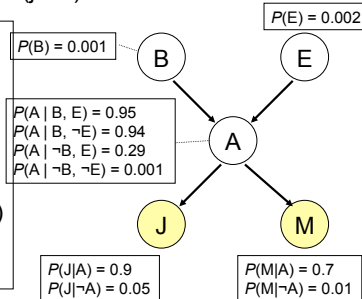 P(E) = 0.002
P(B) = 0.001
B
E
P(A | B, E) = 0.95
P(A | B, ¬E) = 0.94
P(A | ¬B, E) = 0.29
P(A | ¬B, ¬E) = 0.001
A
J
M
P(J|A) = 0.9
P(J|¬A) = 0.05
P(M|A) = 0.7
P(M|¬A) = 0.01